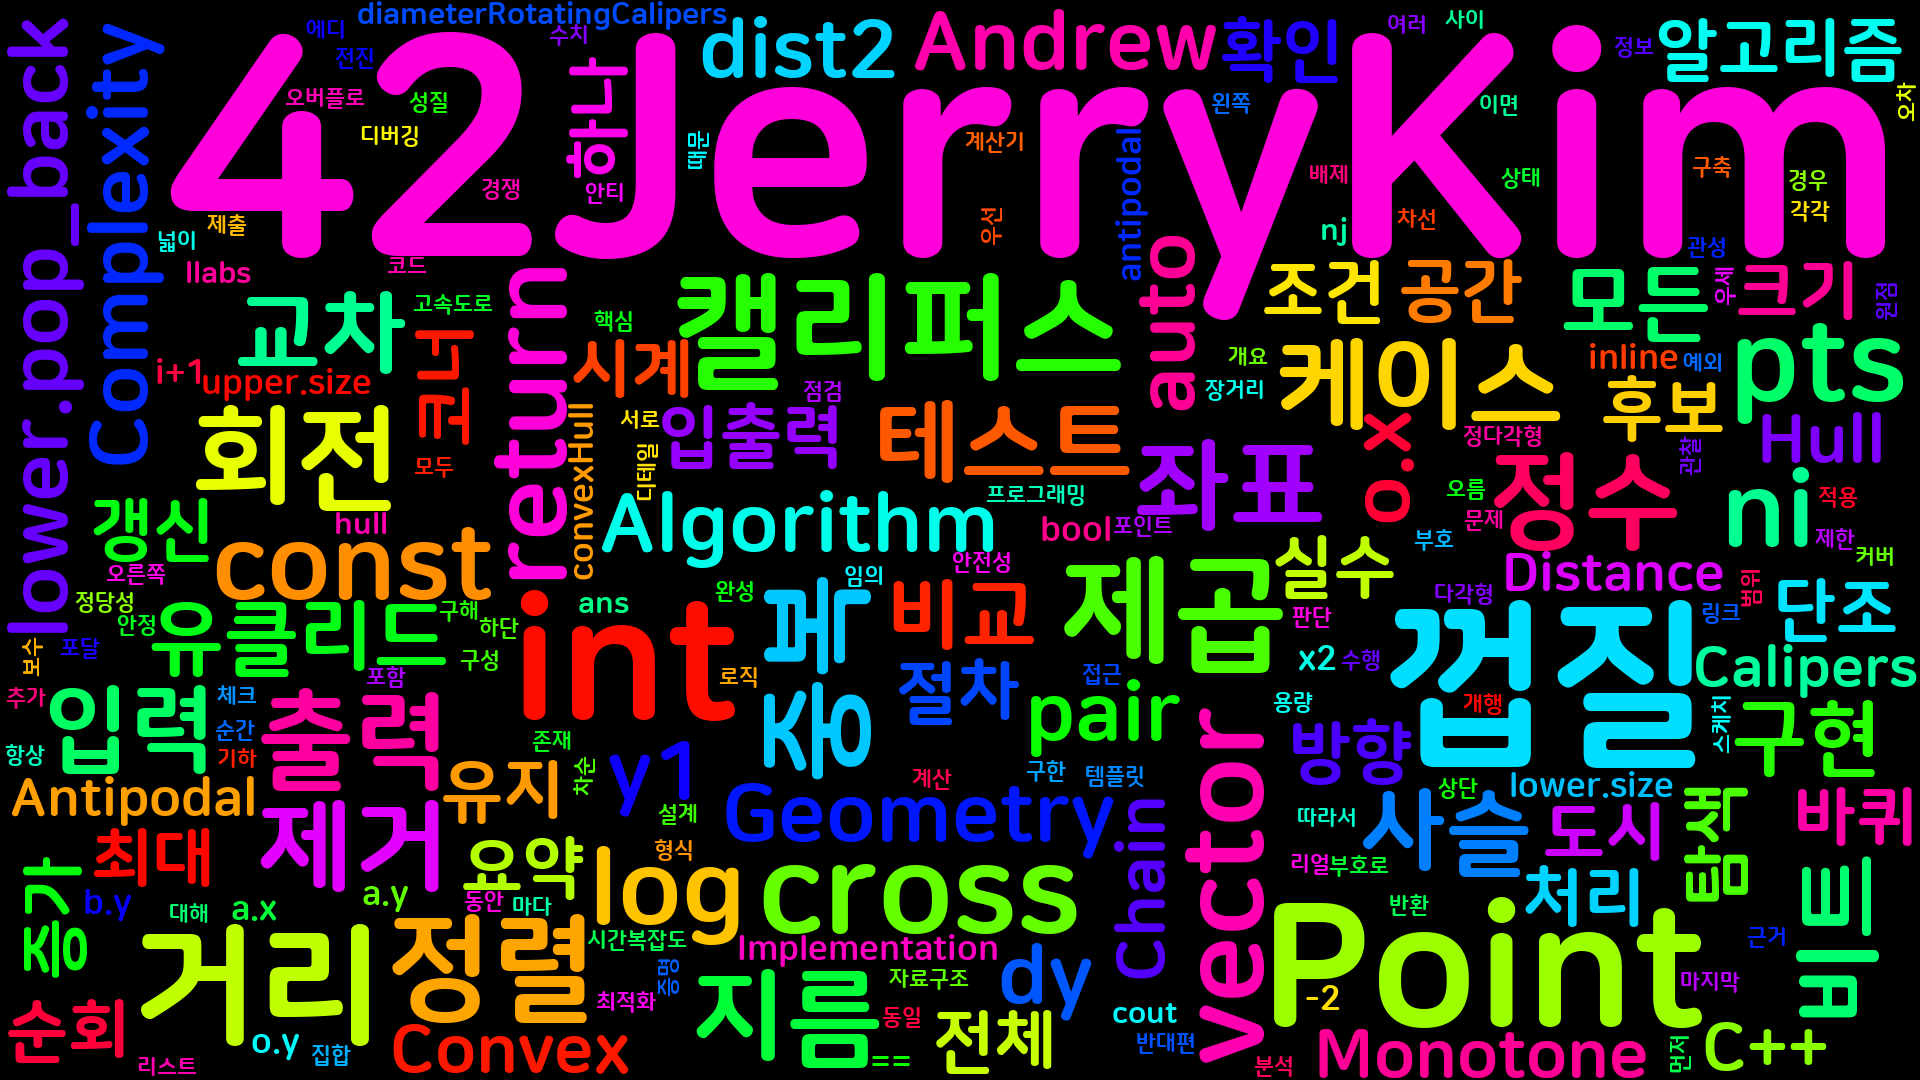 diameterRotatingCalipers
42JerryKim
dist2
Andrew
확인
알고리즘
lower.pop_back
Complexity
에디
전진
수치
여러
사이
정보
오버플로
성질
디버깅
하나
때문
왼쪽
이면
오차
계산기
antipodal
경쟁
안티
배제
상태
구축
경우
각각
제출
넓이
우선
nj
차선
관성
llabs
코드
return
캘리퍼스
auto
조건
공간
모든
우세
크기
원점
교차
고속도로
핵심
시계
개요
케이스
inline
예외
pts
i+1
upper.size
코너
점검
장거리
후보
회전
convexHull
서로
입출력
테스트
o.x
정다각형
관찰
Hull
모두
디테일
좌표
정수
ni
적용
갱신
hull
const
Algorithm
프로그래밍
bool
포인트
오름
문제
부호
제한
커버
오른쪽
안전성
실수
Distance
정당성
안정
유클리드
구해
하단
ans
완성
임의
비교
제곱
판단
다각형
범위
링크
단조
보수
포달
구성
int
볼록
로직
x2
수행
껍질
Calipers
추가
입력
체크
포함
출력
절차
접근
pair
용량
개행
스케치
구현
항상
순간
기하
존재
y1
구한
템플릿
방향
상단
lower.size
Antipodal
유지
차순
계산
vector
따라서
사슬
도시
탐색
바퀴
최대
제거
설계
Geometry
Chain
요약
형식
리얼
부호로
증가
b.y
대해
a.x
a.y
동안
마다
log
cross
처리
비트
반환
거리
정렬
시간복잡도
Implementation
Point
근거
순회
o.y
집합
Convex
증명
최적화
지름
자료구조
동일
dy
전체
cout
-2
마지막
리스트
==
반대편
분석
Monotone
먼저
C++